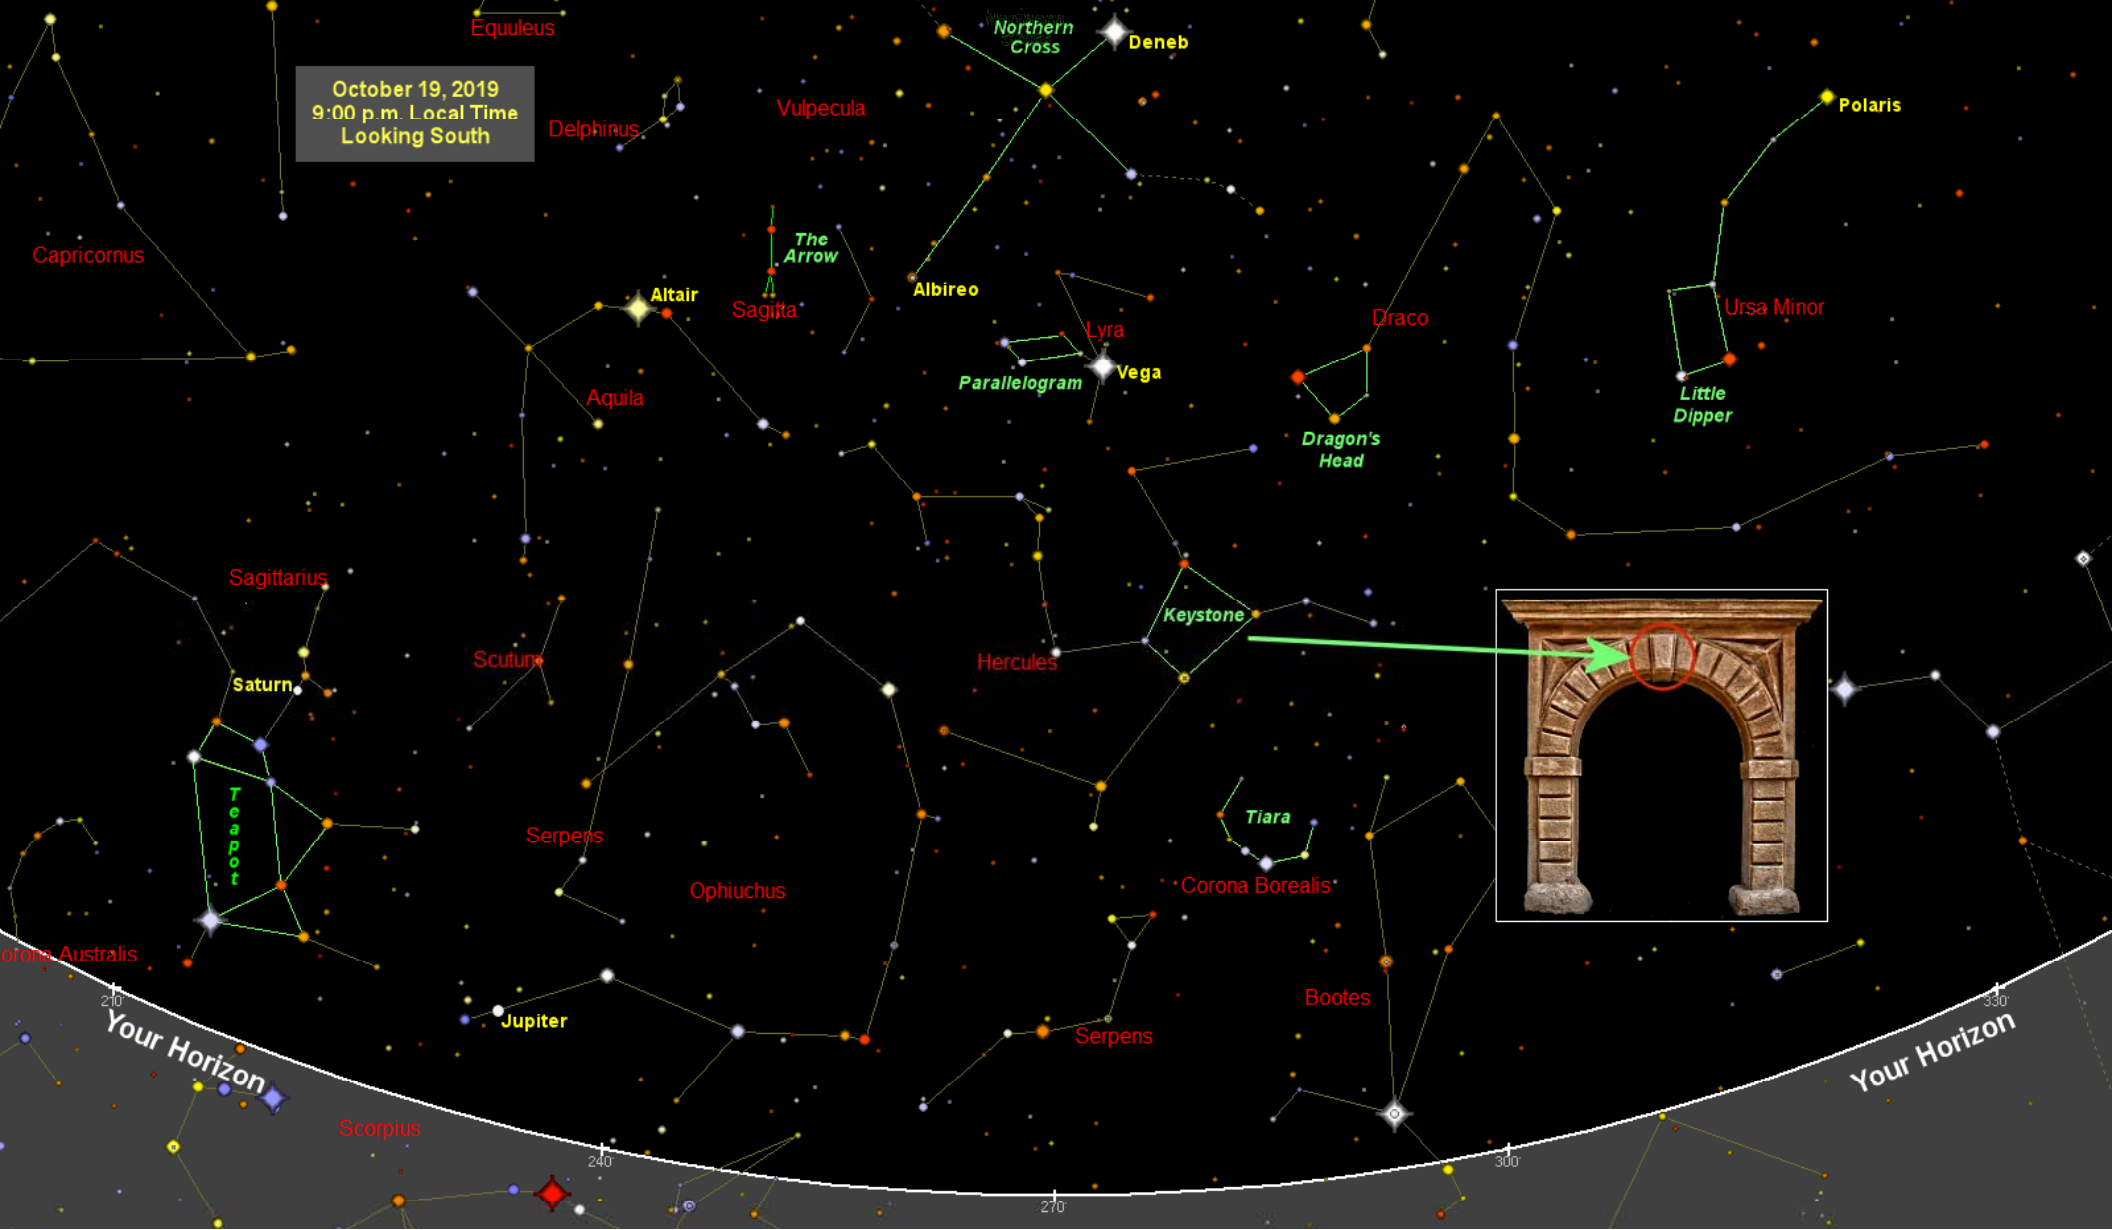 Equuleus
Northern
Cross
Deneb
October 19, 2019
9:00 p.m. Local Time
Looking South
Delphinus
Vulpecula
Polaris
Capricornus
The
Arrow
Albireo
Altair
Sagitta
Lyra
Draco
Ursa Minor
Parallelogram
Vega
Aquila
Little
Dipper
Dragon's
Head
Sagittarius
Keystone
Scutum
Hercules
Saturn
Teapot
Tiara
Serpens
Ophiuchus
Corona Borealis
orona Australis
Bootes
Jupiter
Serpens
210°
330°
Your Horizon
Your Horizon
Scorpius
240°
300°
270°